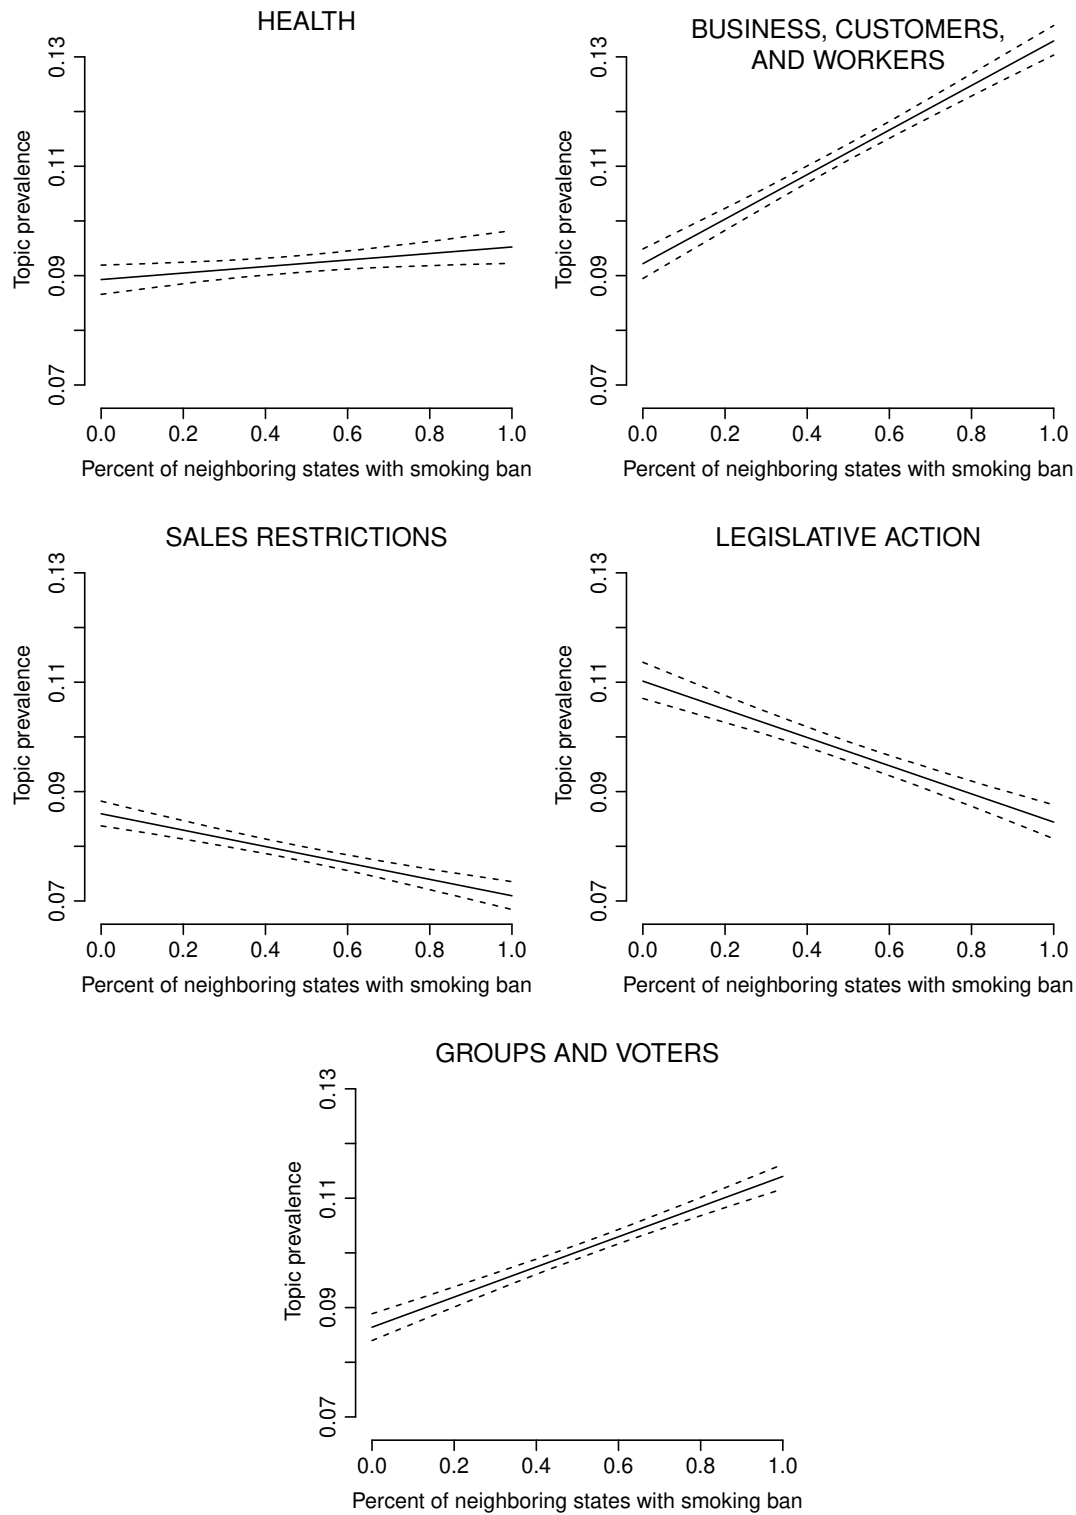 HEALTH
0.13
0.11
0.09
0.07
Topic prevalence
0.0 0.2 0.4 0.6 0.8 1.0
Percent of neighboring states with smoking ban
BUSINESS, CUSTOMERS,
AND WORKERS
0.13
0.11
0.09
0.07
Topic prevalence
0.0 0.2 0.4 0.6 0.8 1.0
Percent of neighboring states with smoking ban
SALES RESTRICTIONS
0.13
0.11
0.09
0.07
Topic prevalence
0.0 0.2 0.4 0.6 0.8 1.0
Percent of neighboring states with smoking ban
LEGISLATIVE ACTION
0.13
0.11
0.09
0.07
Topic prevalence
0.0 0.2 0.4 0.6 0.8 1.0
Percent of neighboring states with smoking ban
GROUPS AND VOTERS
0.13
0.11
0.09
0.07
Topic prevalence
0.0 0.2 0.4 0.6 0.8 1.0
Percent of neighboring states with smoking ban